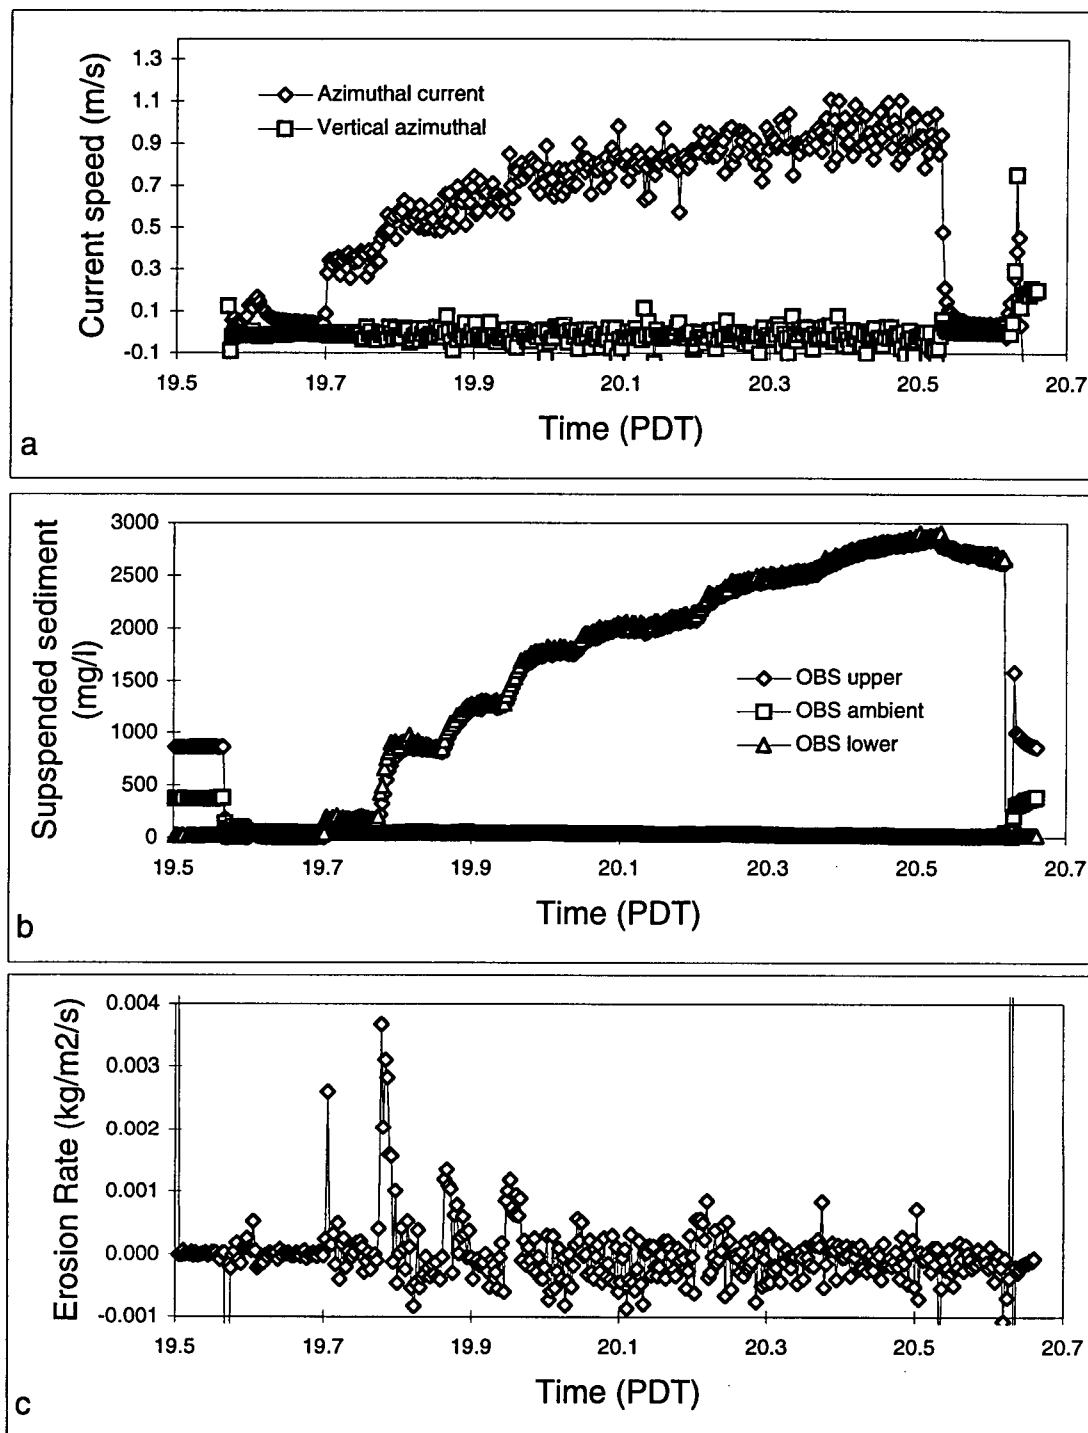 Current speed (m/s)
1.3
1.1
0.9
0.7
0.5
0.3
0.1
-0.1
Azimuthal current
Vertical azimuthal
19.5 19.7 19.9 20.1 20.3 20.5 20.7
Time (PDT)
a
Supspended sediment
(mg/l)
3000
2500
2000
1500
1000
500
0
OBS upper
OBS ambient
OBS lower
19.5 19.7 19.9 20.1 20.3 20.5 20.7
Time (PDT)
b
Erosion Rate (kg/m2/s)
0.004
0.003
0.002
0.001
0.000
-0.001
19.5 19.7 19.9 20.1 20.3 20.5 20.7
Time (PDT)
c